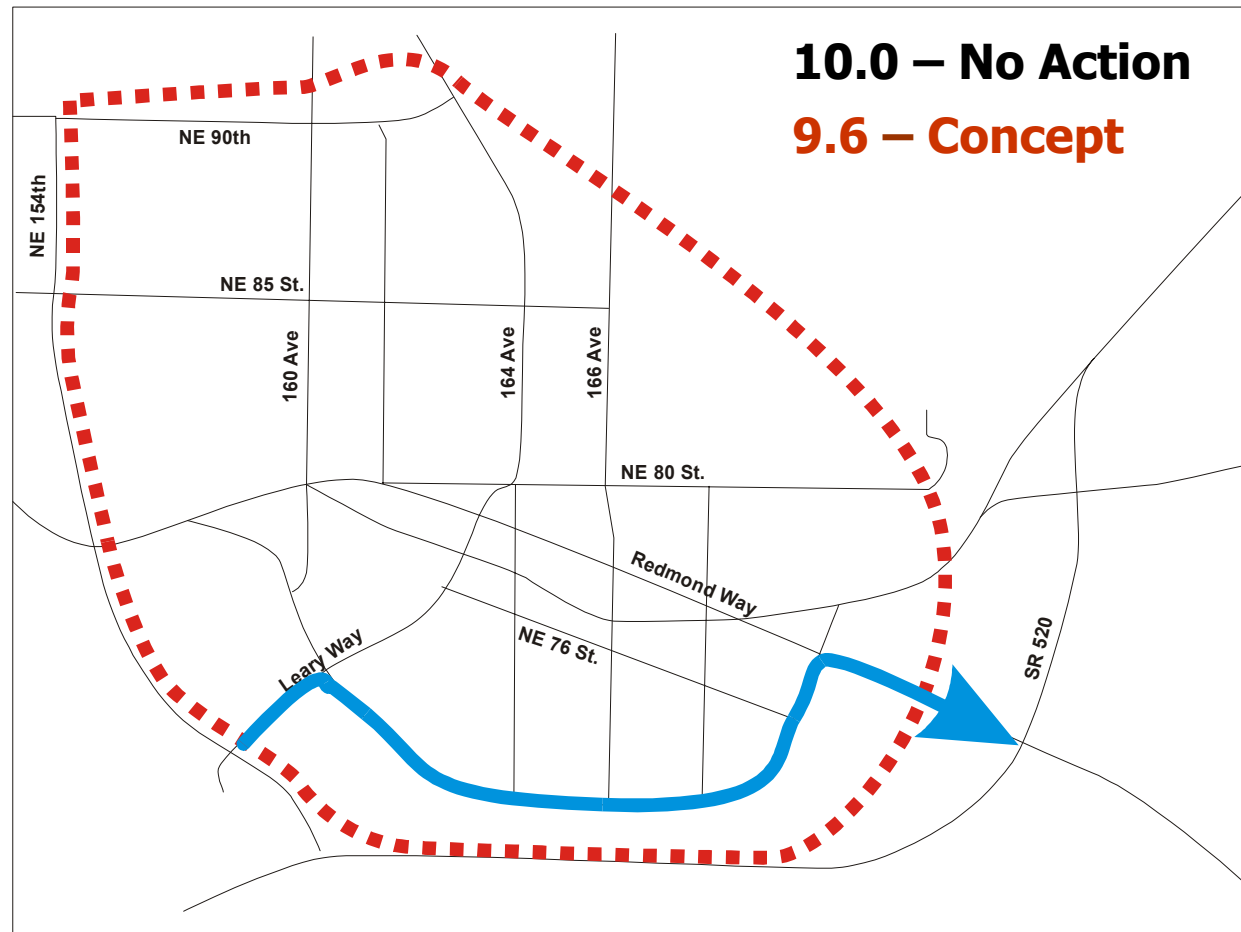 10.0 – No Action
9.6 – Concept
NE 90th
NE 154th
NE 85 St.
160 Ave
164 Ave
166 Ave
NE 80 St.
Redmond Way
NE 76 St.
Leary Way
SR 520